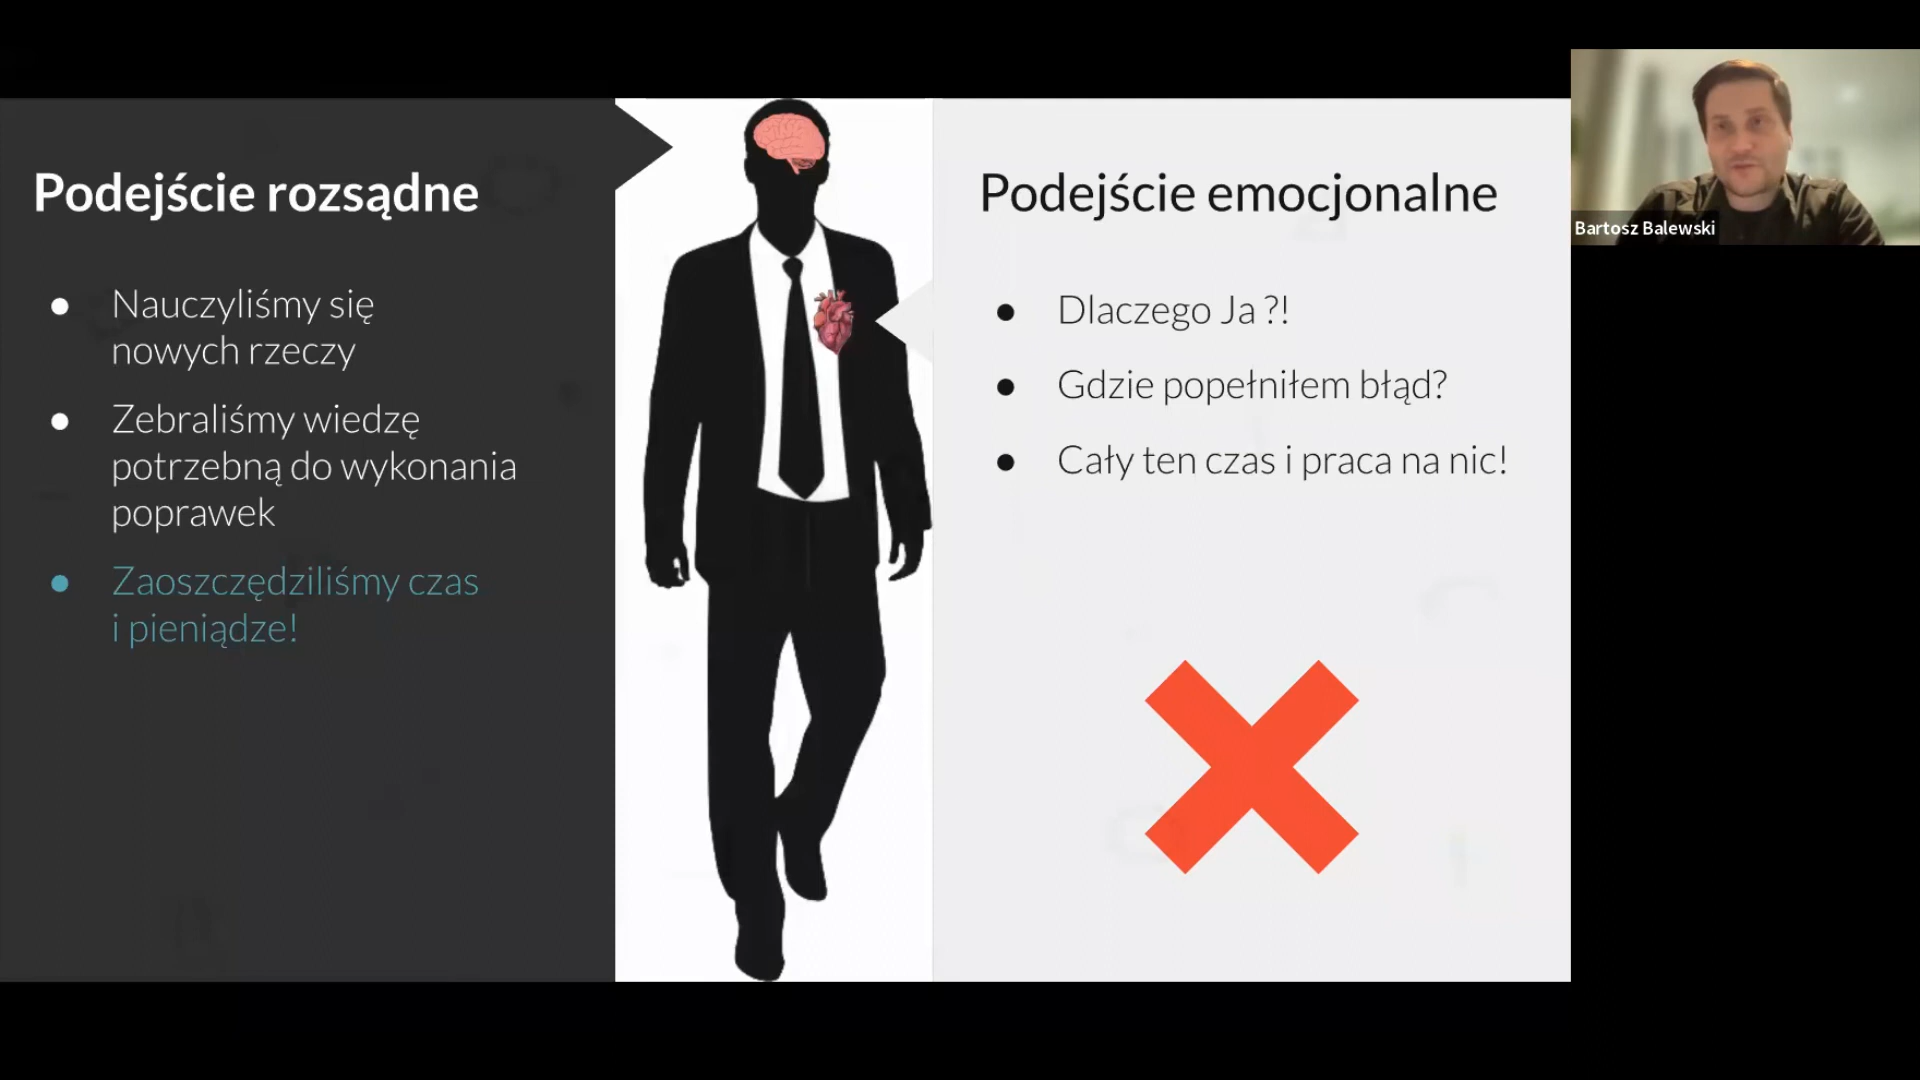 Podejście rozsądne
● Nauczyliśmy się
nowych rzeczy
● Zebraliśmy wiedzę
potrzebną do wykonania
poprawek
● Zaoszczędziliśmy czas
i pieniądze!
Podejście emocjonalne
● Dlaczego Ja ?!
● Gdzie popełniłem błąd?
● Cały ten czas i praca na nic!
Bartosz Balewski